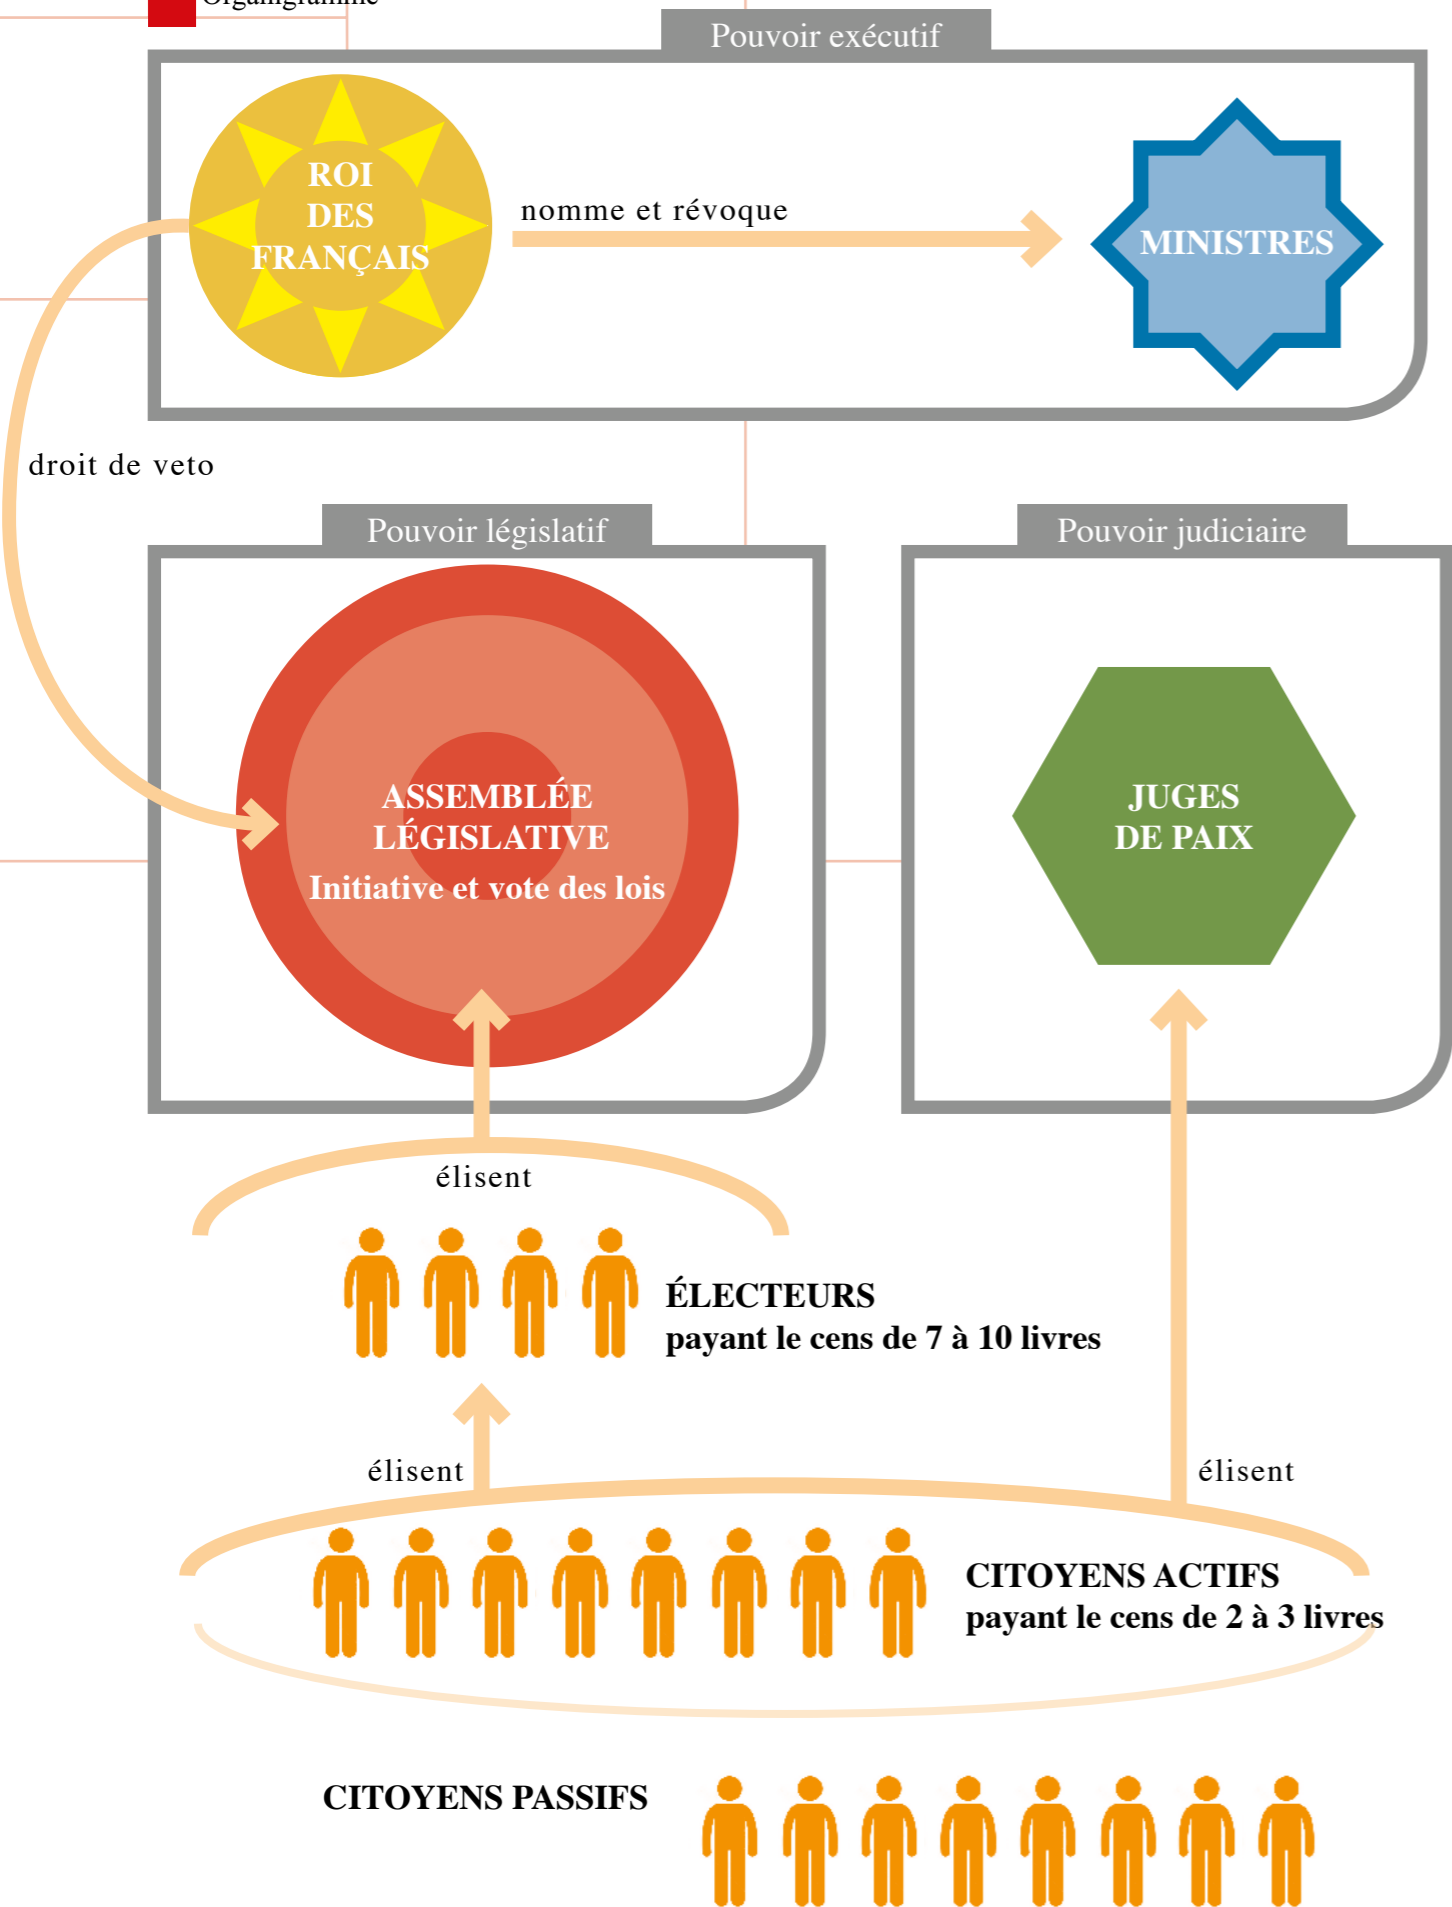 Organigramme
Pouvoir exécutif
ROI
DES
FRANÇAIS
nomme et révoque
MINISTRES
droit de veto
Pouvoir législatif
Pouvoir judiciaire
ASSEMBLÉE
LÉGISLATIVE
Initiative et vote des lois
JUGES
DE PAIX
élisent
ÉLECTEURS
payant le cens de 7 à 10 livres
élisent
élisent
CITOYENS ACTIFS
payant le cens de 2 à 3 livres
CITOYENS PASSIFS